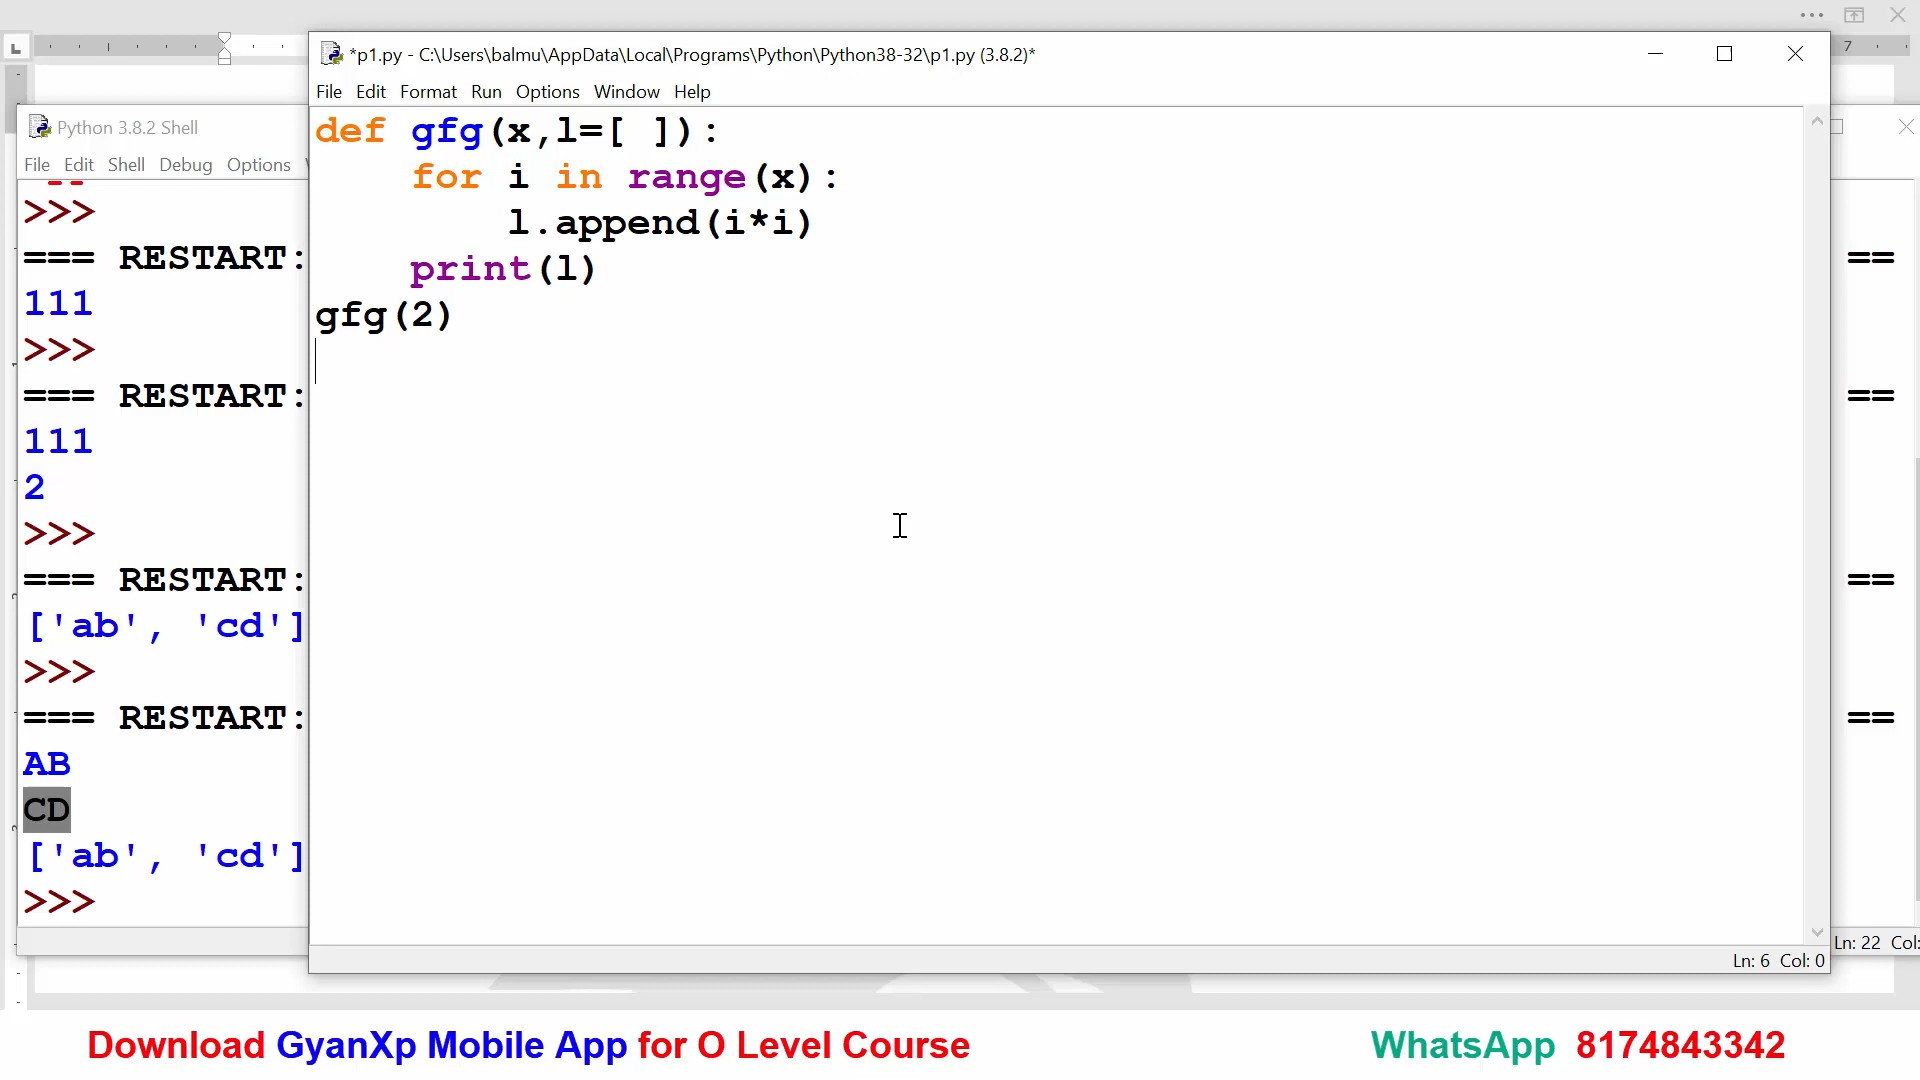 7
*p1.py - C:\Users\balmu\AppData\Local\Programs\Python\Python38-32\p1.py (3.8.2)*
File Edit Format Run Options Window Help
def gfg(x,l=[ ]):
    for i in range(x):
        l.append(i*i)
    print(l)
gfg(2)
Ln: 6 Col: 0
Python 3.8.2 Shell
File Edit Shell Debug Options
>>>
=== RESTART: ==
111
>>>
=== RESTART: ==
111
2
>>>
=== RESTART: ==
['ab', 'cd']
>>>
=== RESTART: ==
AB
CD
['ab', 'cd']
>>>
Ln: 22 Col:
Download GyanXp Mobile App for O Level Course
WhatsApp 8174843342